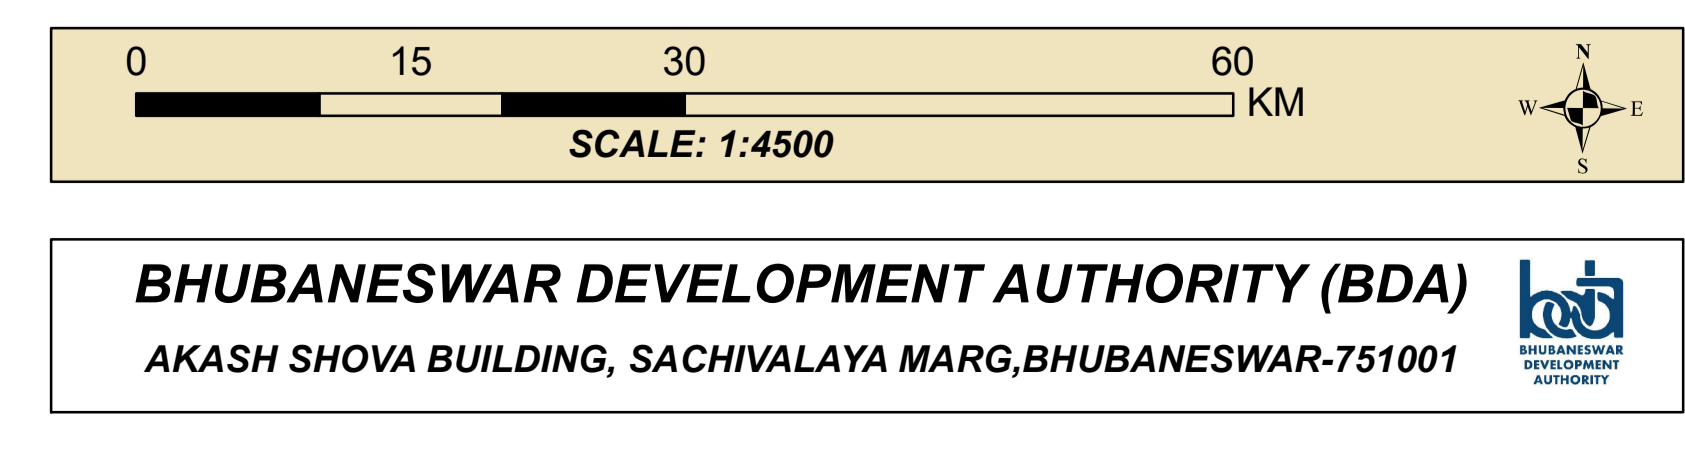 0 15 30 60
KM
SCALE: 1:4500
N
W E
S
BHUBANESWAR DEVELOPMENT AUTHORITY (BDA)
AKASH SHOVA BUILDING, SACHIVALAYA MARG,BHUBANESWAR-751001
bda
BHUBANESWAR
DEVELOPMENT
AUTHORITY